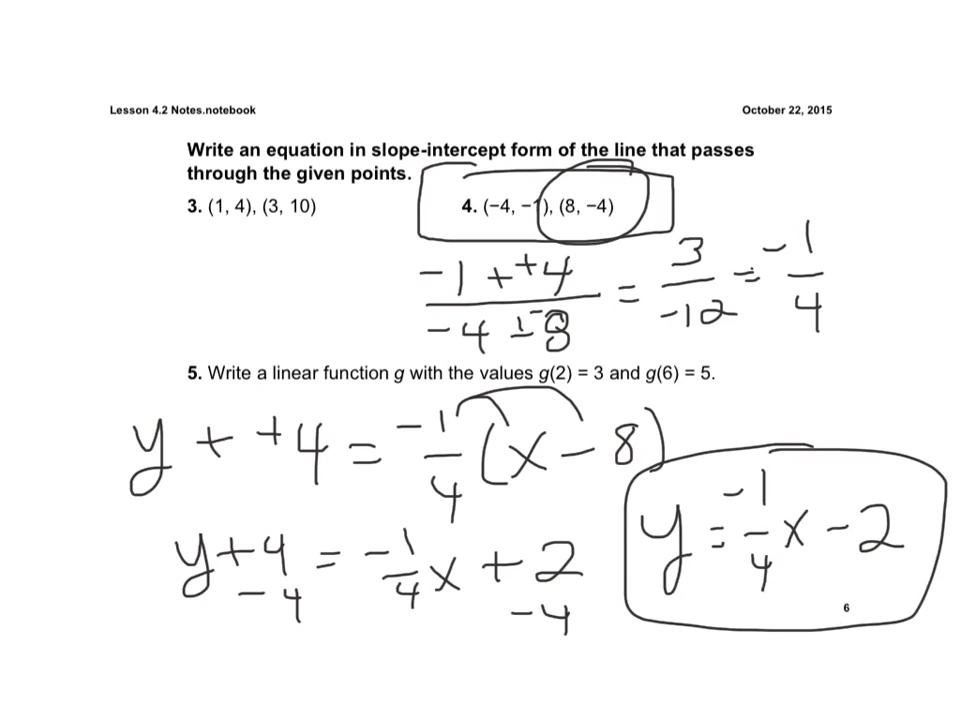 Lesson 4.2 Notes.notebook October 22, 2015
Write an equation in slope-intercept form of the line that passes
through the given points.
3. (1, 4), (3, 10) 4. (−4, −1), (8, −4)
-1 + +4 / -4 + -8 = 3 / -12 = -1/4
5. Write a linear function g with the values g(2) = 3 and g(6) = 5.
y + +4 = -1/4 (x - 8)
y + 4 = -1/4 x + 2
-4 -4
y = -1/4 x - 2
6